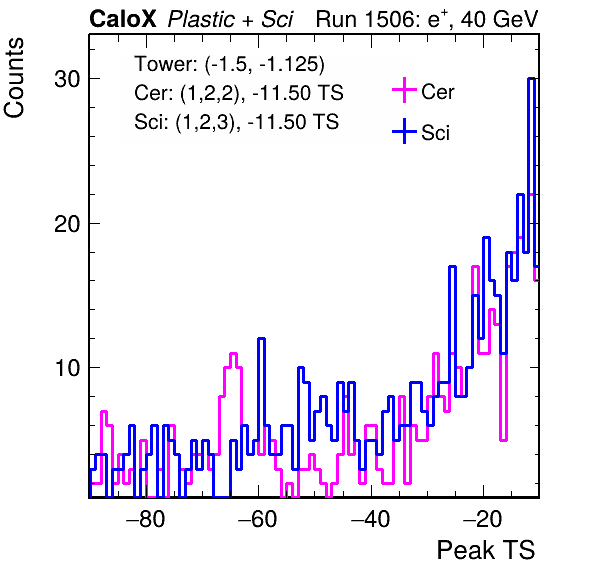 CaloX Plastic + Sci Run 1506: e⁺, 40 GeV
Tower: (-1.5, -1.125)
Cer: (1,2,2), -11.50 TS
Sci: (1,2,3), -11.50 TS
Cer
Sci
Counts
30
20
10
−80 −60 −40 −20
Peak TS